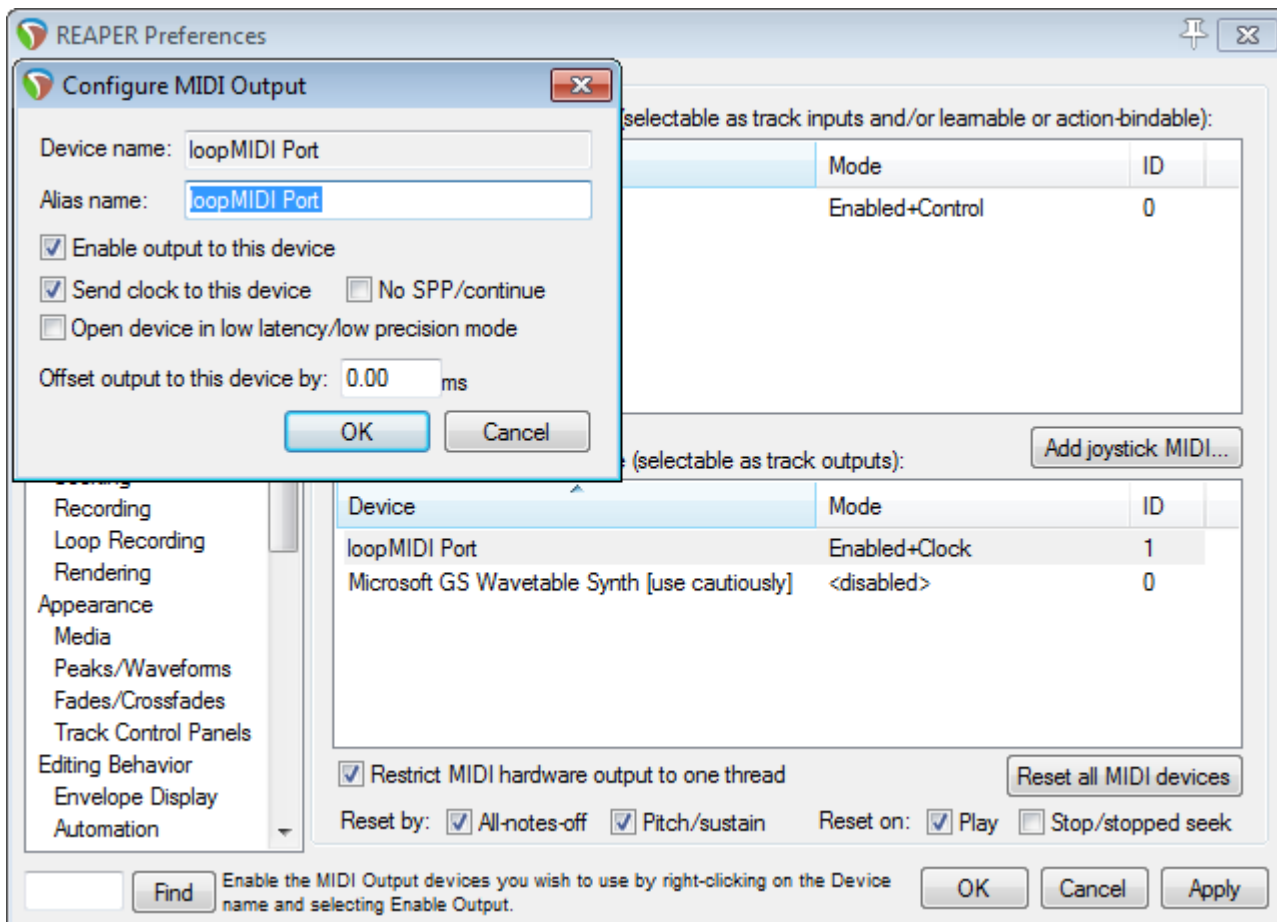 REAPER Preferences
Configure MIDI Output
Device name: loopMIDI Port
Alias name: loopMIDI Port
Enable output to this device
Send clock to this device No SPP/continue
Open device in low latency/low precision mode
Offset output to this device by: 0.00 ms
OK Cancel
(selectable as track inputs and/or learnable or action-bindable):
Mode ID
Enabled+Control 0
Add joystick MIDI...
(selectable as track outputs):
Recording
Loop Recording
Rendering
Appearance
Media
Peaks/Waveforms
Fades/Crossfades
Track Control Panels
Editing Behavior
Envelope Display
Automation
Device Mode ID
loopMIDI Port Enabled+Clock 1
Microsoft GS Wavetable Synth [use cautiously] <disabled> 0
Restrict MIDI hardware output to one thread
Reset all MIDI devices
Reset by: All-notes-off Pitch/sustain Reset on: Play Stop/stopped seek
Find
Enable the MIDI Output devices you wish to use by right-clicking on the Device
name and selecting Enable Output.
OK Cancel Apply